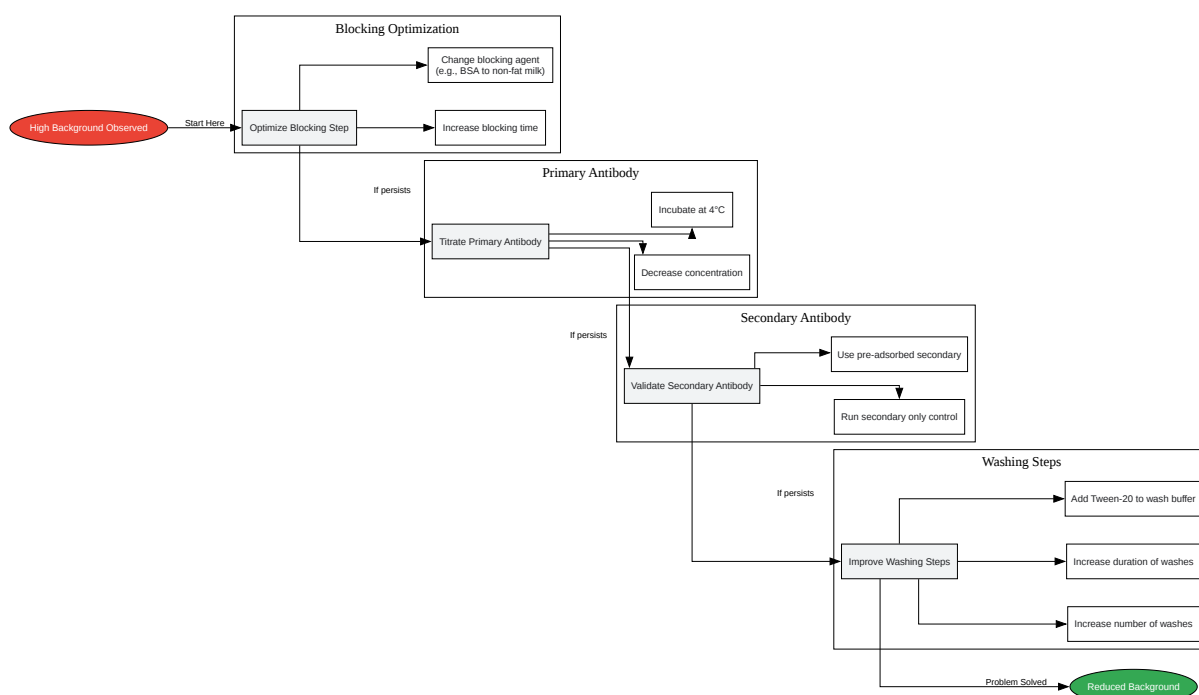 Blocking Optimization
Change blocking agent
(e.g., BSA to non-fat milk)
High Background Observed
Start Here
Optimize Blocking Step
Increase blocking time
Primary Antibody
If persists
Incubate at 4°C
Titrate Primary Antibody
Decrease concentration
Secondary Antibody
If persists
Use pre-adsorbed secondary
Validate Secondary Antibody
Run secondary only control
Washing Steps
If persists
Add Tween-20 to wash buffer
Improve Washing Steps
Increase duration of washes
Increase number of washes
Problem Solved
Reduced Background